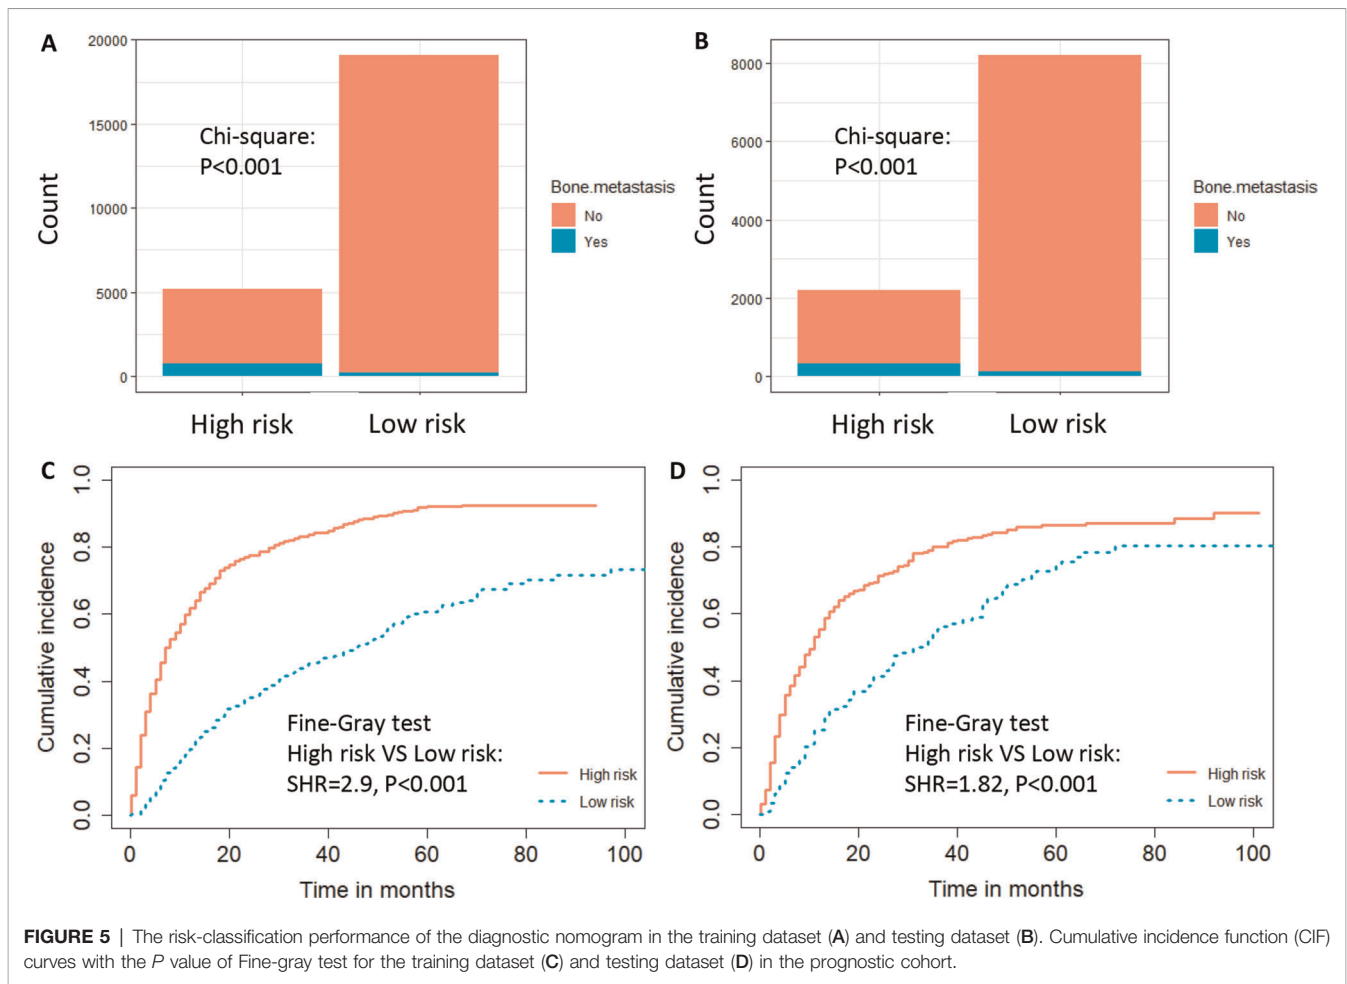 A
20000
15000
10000
5000
0
Count
Chi-square:
P<0.001
High risk
Low risk
Bone.metastasis
No
Yes
B
8000
6000
4000
2000
0
Count
Chi-square:
P<0.001
High risk
Low risk
Bone.metastasis
No
Yes
C
1.0
0.8
0.6
0.4
0.2
0.0
Cumulative incidence
Fine-Gray test
High risk VS Low risk:
SHR=2.9, P<0.001
High risk
Low risk
0 20 40 60 80 100
Time in months
D
1.0
0.8
0.6
0.4
0.2
0.0
Cumulative incidence
Fine-Gray test
High risk VS Low risk:
SHR=1.82, P<0.001
High risk
Low risk
0 20 40 60 80 100
Time in months
FIGURE 5 | The risk-classification performance of the diagnostic nomogram in the training dataset (A) and testing dataset (B). Cumulative incidence function (CIF)
curves with the P value of Fine-gray test for the training dataset (C) and testing dataset (D) in the prognostic cohort.